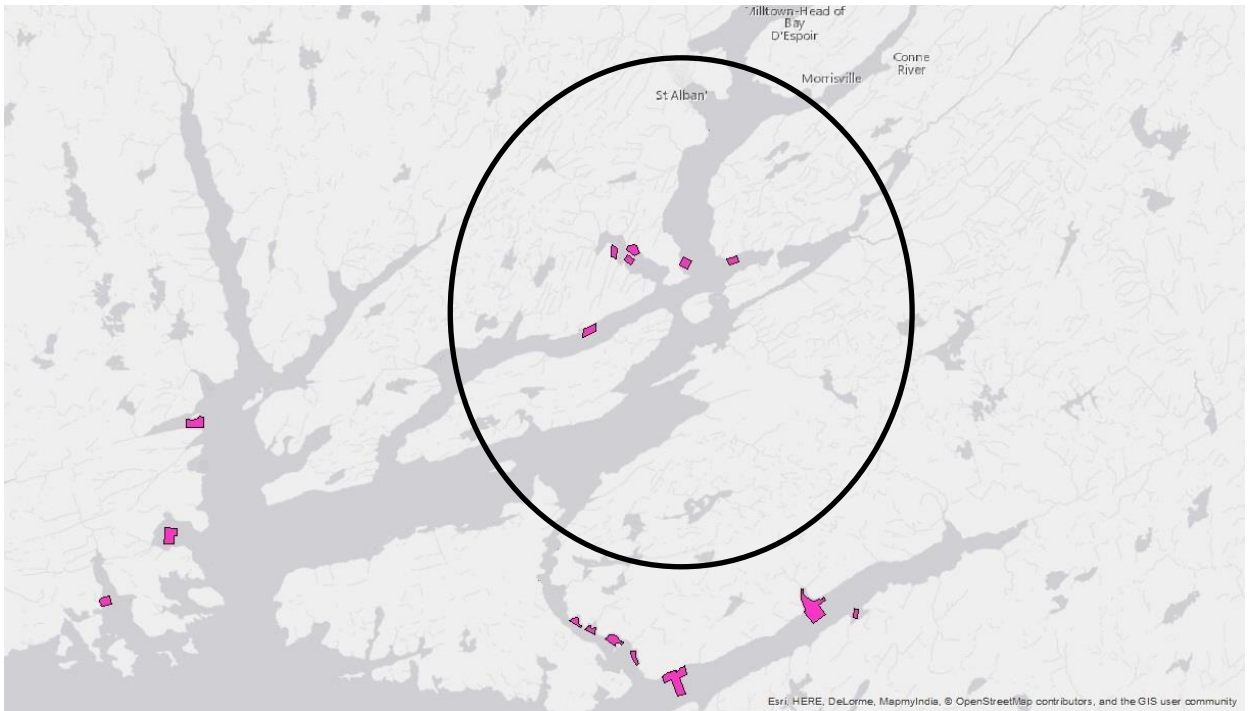 Milltown-Head of
Bay
D'Espoir
Conne
River
Morrisville
St Alban'
Esri, HERE, DeLorme, MapmyIndia, © OpenStreetMap contributors, and the GIS user community